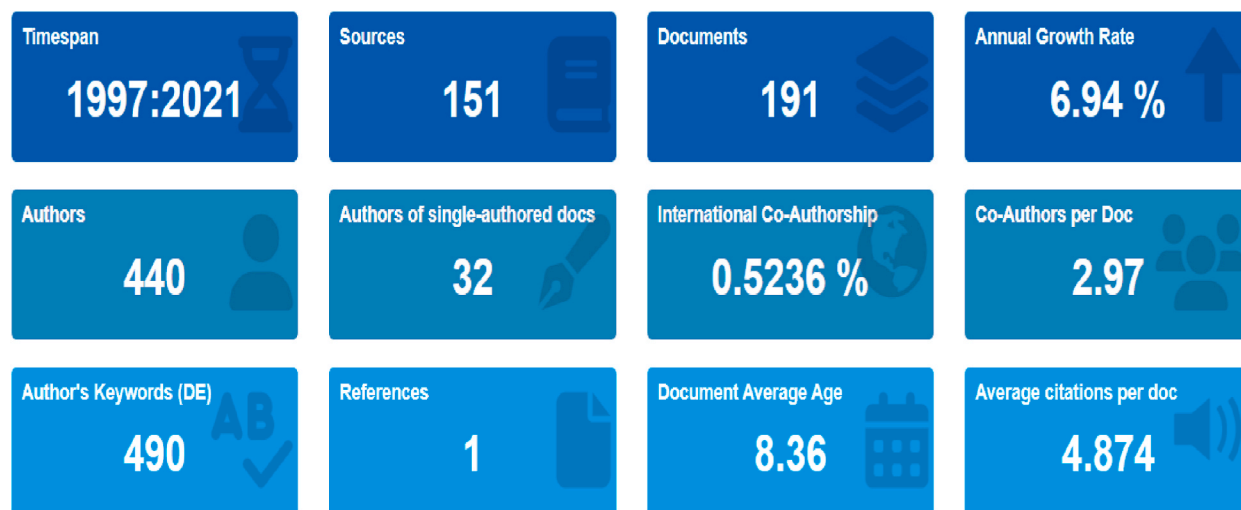 Timespan
1997:2021
Sources
151
Documents
191
Annual Growth Rate
6.94 %
Authors
440
Authors of single-authored docs
32
International Co-Authorship
0.5236 %
Co-Authors per Doc
2.97
Author's Keywords (DE)
AB
490
References
1
Document Average Age
8.36
Average citations per doc
4.874